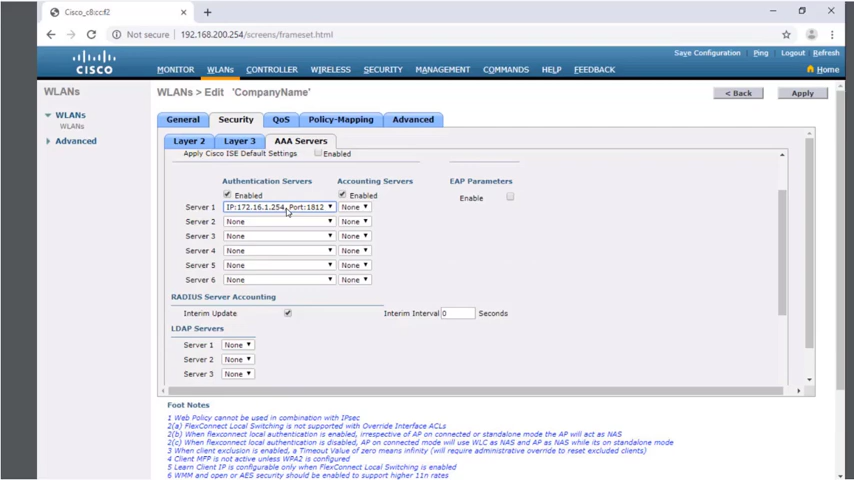 Cisco_c8:cc:f2
Not secure 192.168.200.254/screens/frameset.html
Save Configuration Ping Logout Refresh
CISCO MONITOR WLANs CONTROLLER WIRELESS SECURITY MANAGEMENT COMMANDS HELP FEEDBACK Home
WLANs WLANs > Edit 'CompanyName' < Back Apply
WLANs General Security QoS Policy-Mapping Advanced
WLANs
Advanced Layer 2 Layer 3 AAA Servers
Apply Cisco ISE Default Settings Enabled
Authentication Servers Accounting Servers EAP Parameters
Enabled Enabled Enable
Server 1 IP:172.16.1.254, Port:1812 None
Server 2 None None
Server 3 None None
Server 4 None None
Server 5 None None
Server 6 None None
RADIUS Server Accounting
Interim Update Interim Interval 0 Seconds
LDAP Servers
Server 1 None
Server 2 None
Server 3 None
Foot Notes
1 Web Policy cannot be used in combination with IPsec
2(a) FlexConnect Local Switching is not supported with Override Interface ACLs
2(b) When flexconnect local authentication is enabled, irrespective of AP on connected or standalone mode the AP will act as NAS
2(c) When flexconnect local authentication is disabled, AP on connected mode will use WLC as NAS and AP as NAS while its on standalone mode
3 When client exclusion is enabled, a Timeout Value of zero means infinity (will require administrative override to reset excluded clients)
4 Client MFP is not active unless WPA2 is configured
5 Learn Client IP is configurable only when FlexConnect Local Switching is enabled
6 WMM and open or AES security should be enabled to support higher 11n rates